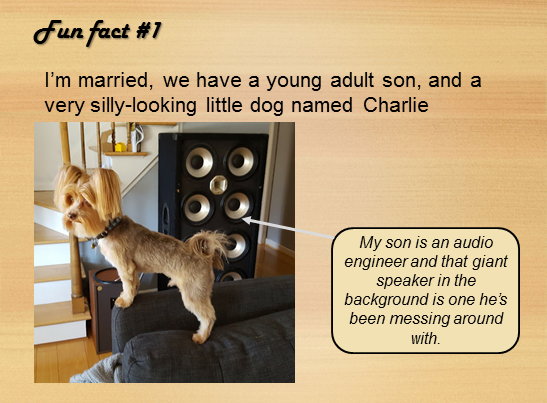 Fun fact #1
I'm married, we have a young adult son, and a
very silly-looking little dog named Charlie
My son is an audio
engineer and that giant
speaker in the
background is one he's
been messing around
with.